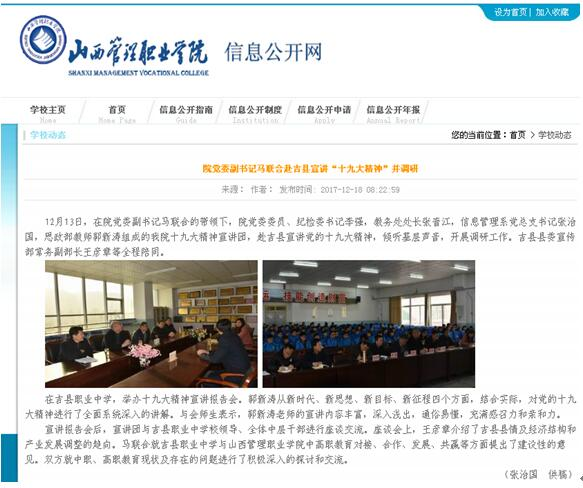 设为首页 | 加入收藏
山西管理职业学院
SHANXI MANAGEMENT VOCATIONAL COLLEGE
信息公开网
学校主页 首页 信息公开指南 信息公开制度 信息公开申请 信息公开年报
Home Home Page Guide Institution Apply Annual Report
学校动态 您的当前位置：首页 > 学校动态
院党委副书记马联合赴吉县宣讲“十九大精神”并调研
来源： 作者： 发布时间: 2017-12-18 08:22:59
12月13日，在院党委副书记马联合的带领下，院党委委员、纪检委书记李强，教务处处长张晋江，信息管理系党总支书记张治
国，思政部教师郭新涛组成的我院十九大精神宣讲团，赴吉县宣讲党的十九大精神，倾听基层声音，开展调研工作。吉县县委宣传
部常务副部长王彦章等全程陪同。
技能创造财富
在吉县职业中学，举办十九大精神宣讲报告会。郭新涛从新时代、新思想、新目标、新征程四个方面，结合实际，对党的十九
大精神进行了全面系统深入的讲解。与会师生表示，郭新涛老师的宣讲内容丰富，深入浅出，通俗易懂，充满感召力和亲和力。
宣讲报告会后，宣讲团与吉县职业中学校领导、全体中层干部进行座谈交流。座谈会上，王彦章介绍了吉县县情及经济结构和
产业发展调整的趋向。马联合就吉县职业中学与山西管理职业学院中高职教育对接、合作、发展、共赢等方面提出了建设性的意
见。双方就中职、高职教育现状及存在的问题进行了积极深入的探讨和交流。
（张治国 供稿）